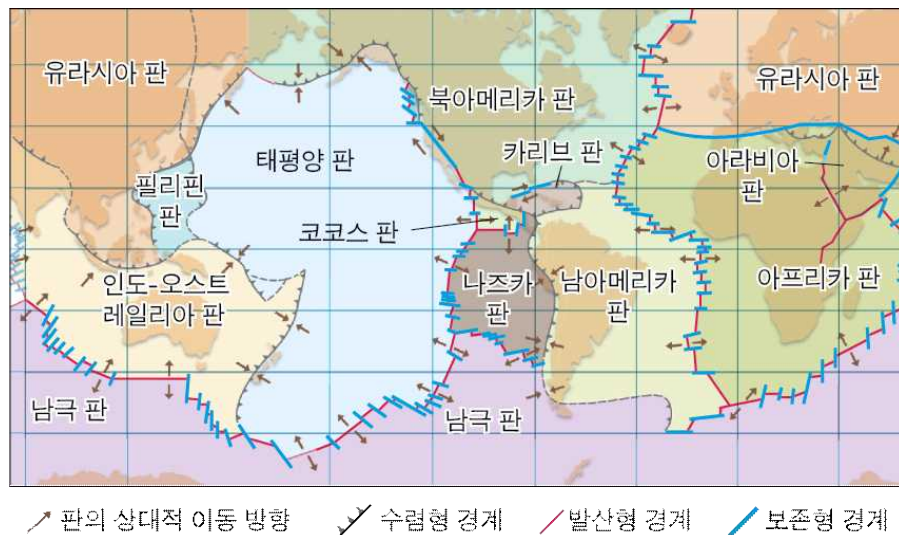 유라시아 판
북아메리카 판
유라시아 판
태평양 판
카리브 판
아라비아
판
필리핀
판
코코스 판
인도-오스트
레일리아 판
나즈카
판
남아메리카
판
아프리카 판
남극 판
남극 판
판의 상대적 이동 방향
수렴형 경계
발산형 경계
보존형 경계